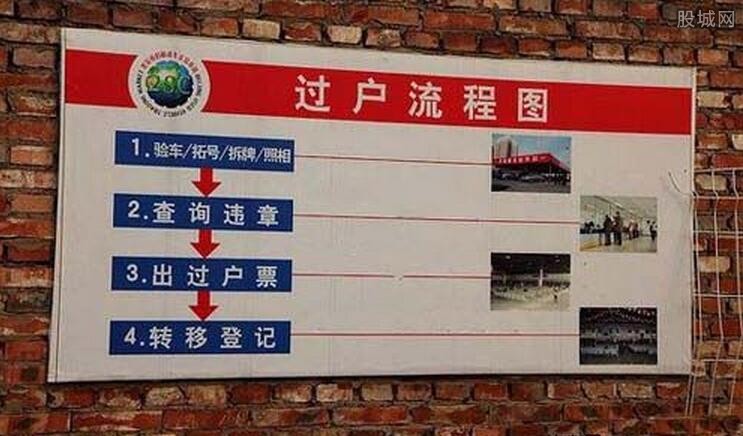 股城网
过户流程图
1.验车/拓号/拆牌/照相
2.查询违章
3.出过户票
4.转移登记